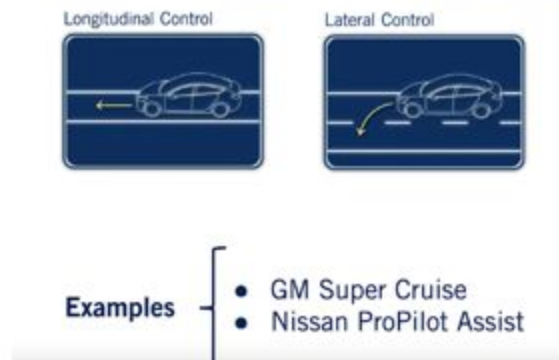 Longitudinal Control
Lateral Control
Examples
• GM Super Cruise
• Nissan ProPilot Assist